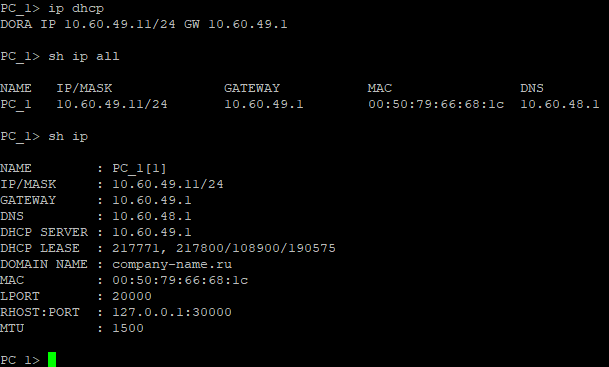 PC_1> ip dhcp
DORA IP 10.60.49.11/24 GW 10.60.49.1
PC_1> sh ip all
NAME   IP/MASK              GATEWAY           MAC                DNS
PC_1   10.60.49.11/24       10.60.49.1        00:50:79:66:68:1c  10.60.48.1
PC_1> sh ip
NAME        : PC_1[1]
IP/MASK     : 10.60.49.11/24
GATEWAY     : 10.60.49.1
DNS         : 10.60.48.1
DHCP SERVER : 10.60.49.1
DHCP LEASE  : 217771, 217800/108900/190575
DOMAIN NAME : company-name.ru
MAC         : 00:50:79:66:68:1c
LPORT       : 20000
RHOST:PORT  : 127.0.0.1:30000
MTU         : 1500
PC_1>